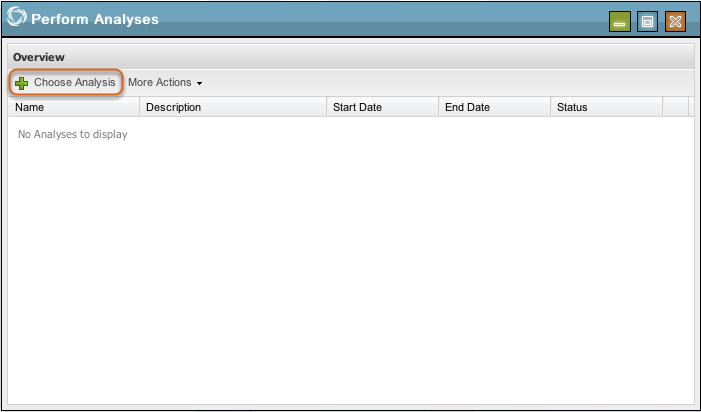 Perform Analyses
Overview
Choose Analysis More Actions
Name Description Start Date End Date Status
No Analyses to display